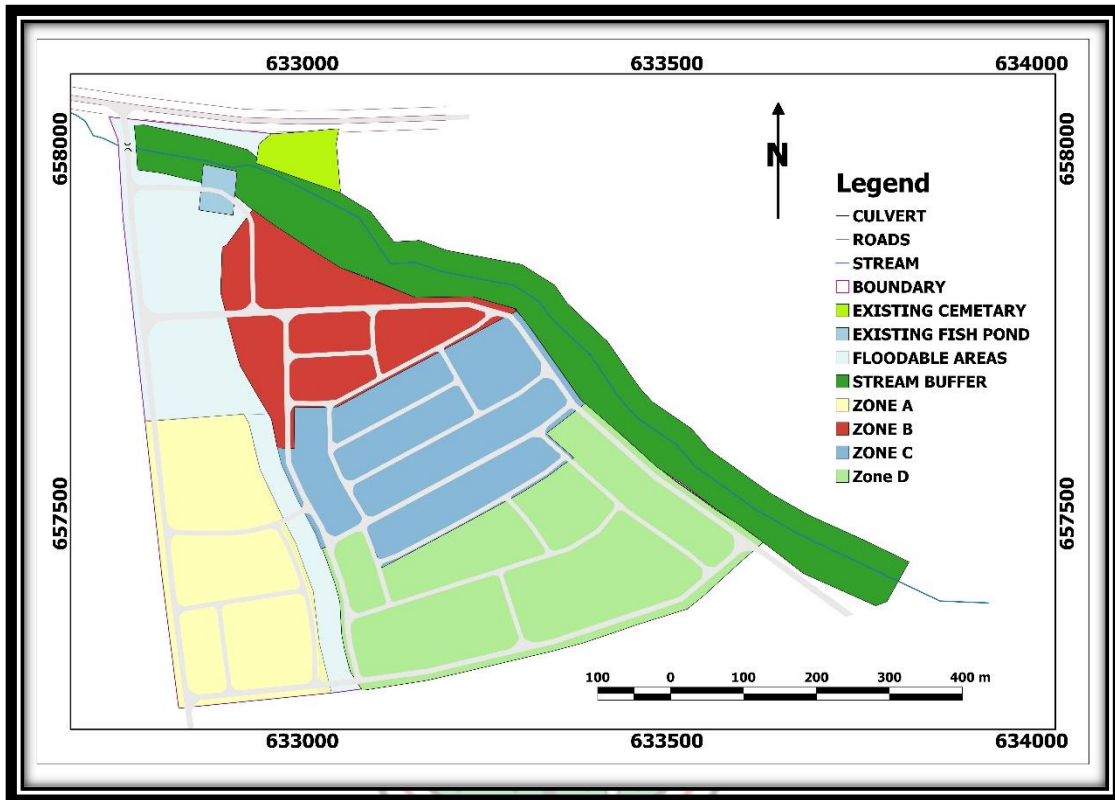 633000 633500 634000
658000 658000
N
Legend
CULVERT
ROADS
STREAM
BOUNDARY
EXISTING CEMETARY
EXISTING FISH POND
FLOODABLE AREAS
STREAM BUFFER
ZONE A
ZONE B
ZONE C
Zone D
657500 657500
100 0 100 200 300 400 m
633000 633500 634000